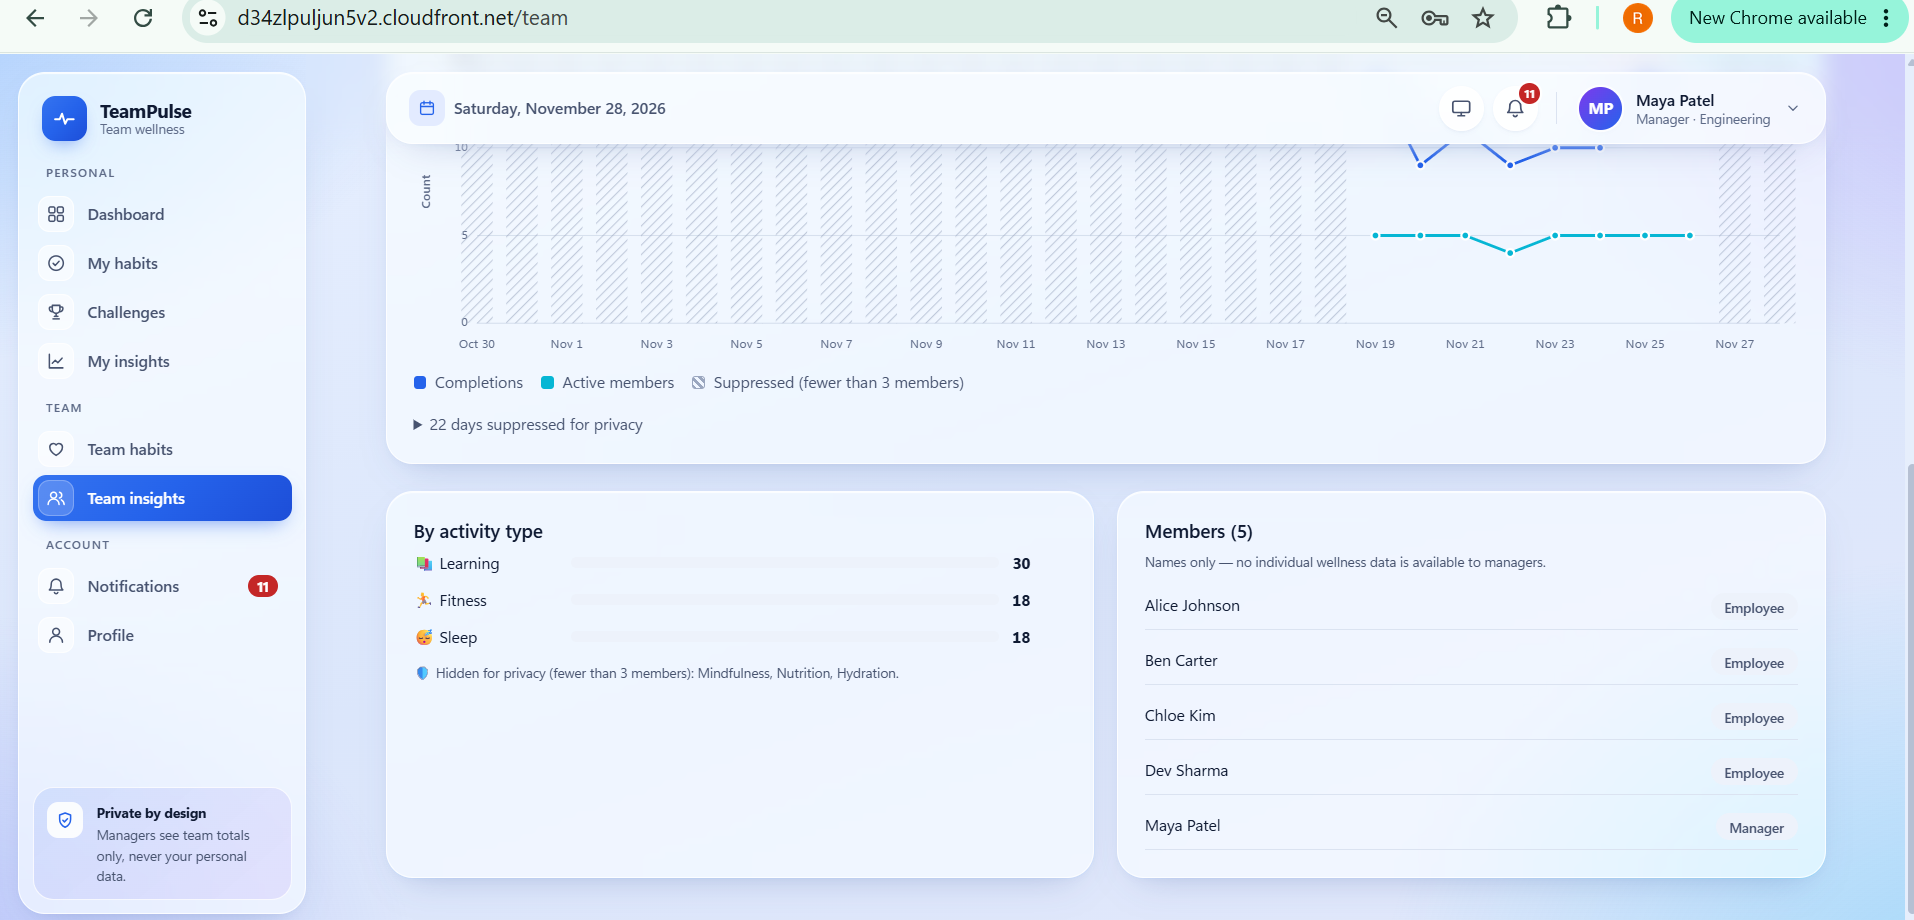 d34zlpuljun5v2.cloudfront.net/team
R
New Chrome available
TeamPulse
Team wellness
PERSONAL
Dashboard
My habits
Challenges
My insights
TEAM
Team habits
Team insights
ACCOUNT
Notifications
11
Profile
Private by design
Managers see team totals
only, never your personal
data.
Saturday, November 28, 2026
11
MP
Maya Patel
Manager · Engineering
Count
10
5
0
Oct 30
Nov 1
Nov 3
Nov 5
Nov 7
Nov 9
Nov 11
Nov 13
Nov 15
Nov 17
Nov 19
Nov 21
Nov 23
Nov 25
Nov 27
Completions
Active members
Suppressed (fewer than 3 members)
22 days suppressed for privacy
By activity type
Learning 30
Fitness 18
Sleep 18
Hidden for privacy (fewer than 3 members): Mindfulness, Nutrition, Hydration.
Members (5)
Names only — no individual wellness data is available to managers.
Alice Johnson Employee
Ben Carter Employee
Chloe Kim Employee
Dev Sharma Employee
Maya Patel Manager